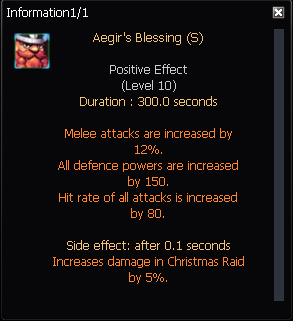 Information1/1
Aegir's Blessing (S)
Positive Effect
(Level 10)
Duration : 300.0 seconds
Melee attacks are increased by
12%.
All defence powers are increased
by 150.
Hit rate of all attacks is increased
by 80.
Side effect: after 0.1 seconds
Increases damage in Christmas Raid
by 5%.